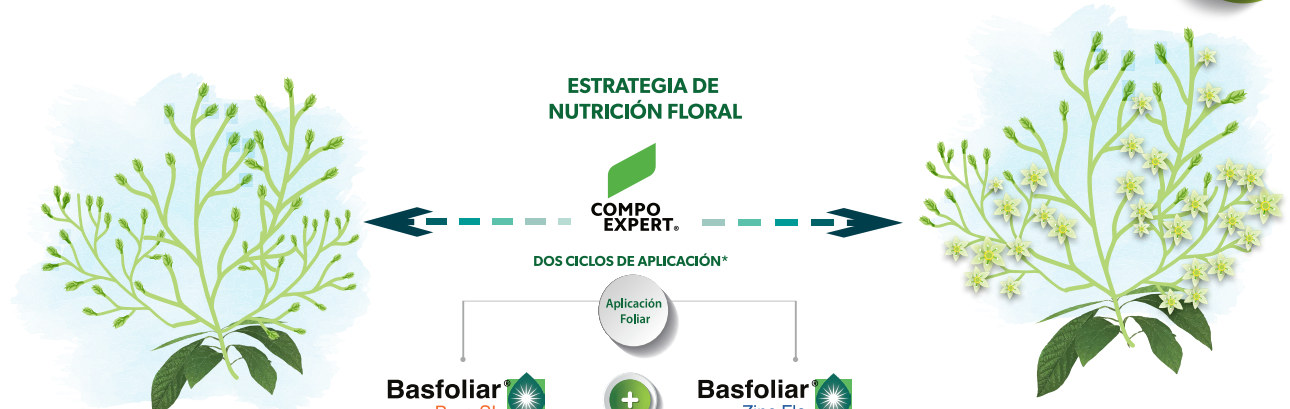 ESTRATEGIA DE
NUTRICIÓN FLORAL
COMPO
EXPERT®
DOS CICLOS DE APLICACIÓN*
Aplicación
Foliar
Basfoliar®
+
Basfoliar®